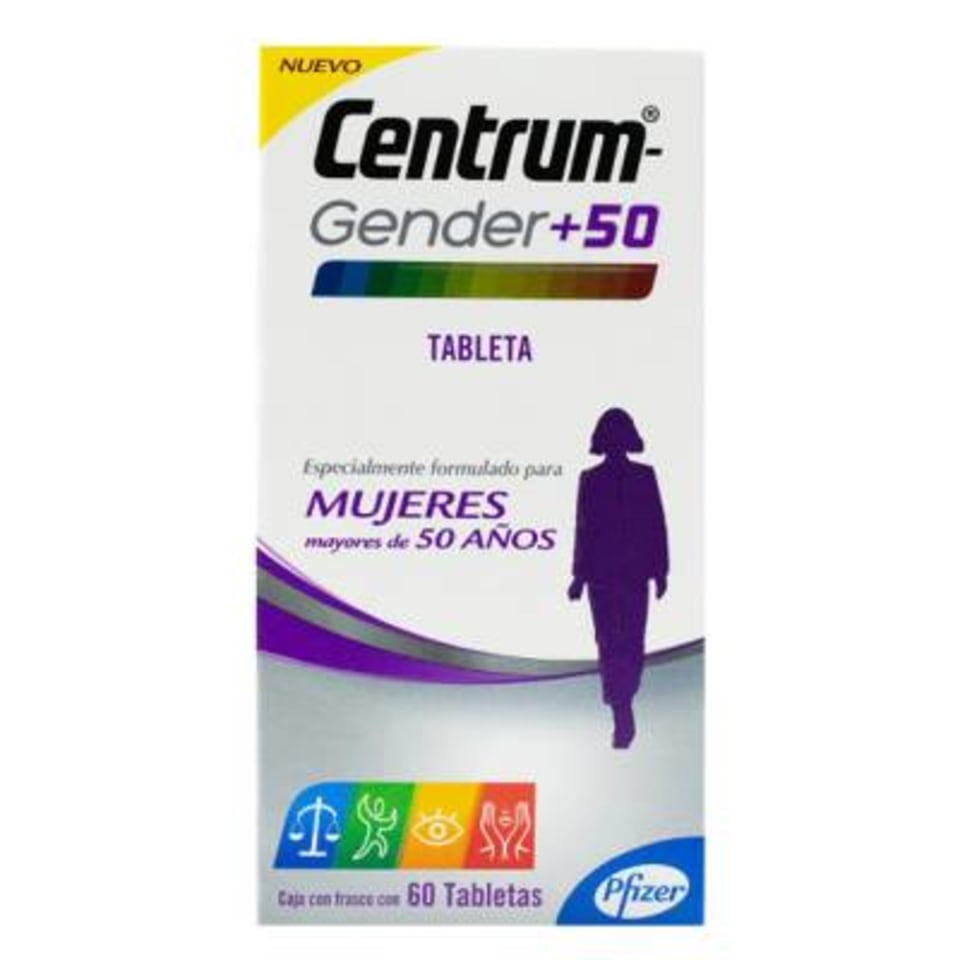 NUEVO
Centrum®
Gender+50
TABLETA
Especialmente formulado para
MUJERES
mayores de 50 AÑOS
Caja con frasco con 60 Tabletas
Pfizer